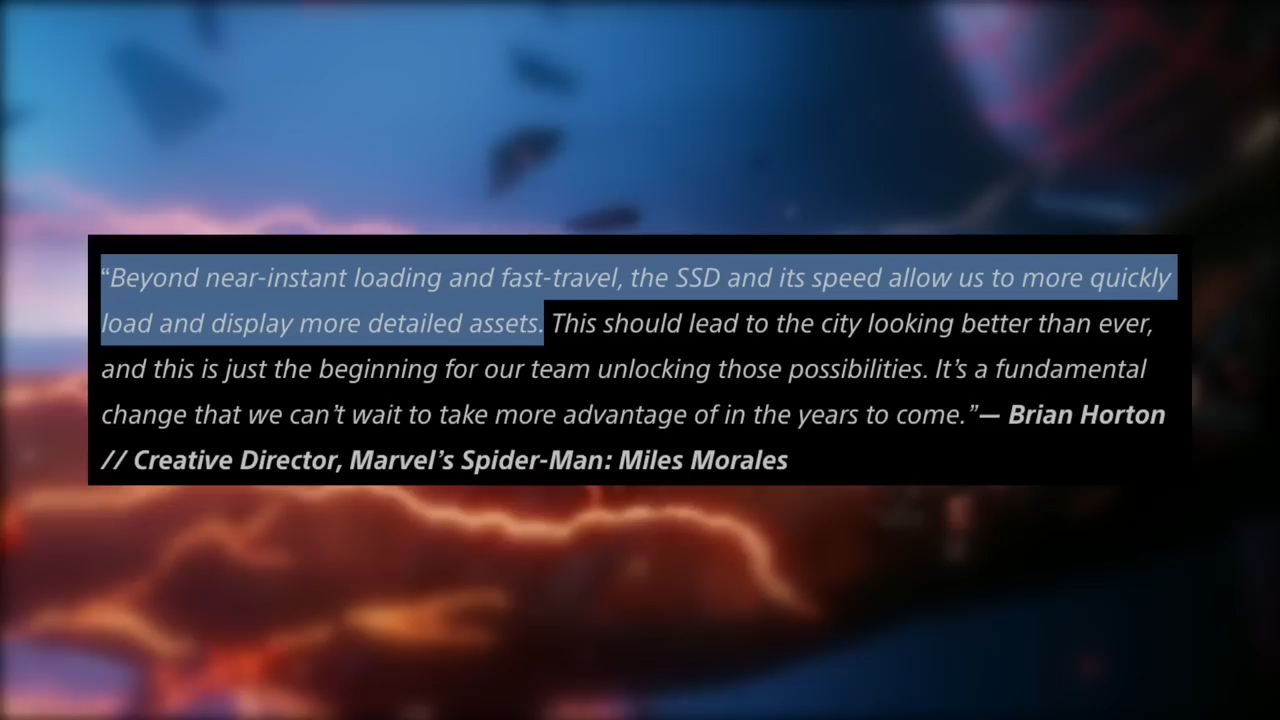 “Beyond near-instant loading and fast-travel, the SSD and its speed allow us to more quickly
load and display more detailed assets. This should lead to the city looking better than ever,
and this is just the beginning for our team unlocking those possibilities. It’s a fundamental
change that we can’t wait to take more advantage of in the years to come.”— Brian Horton
// Creative Director, Marvel’s Spider-Man: Miles Morales